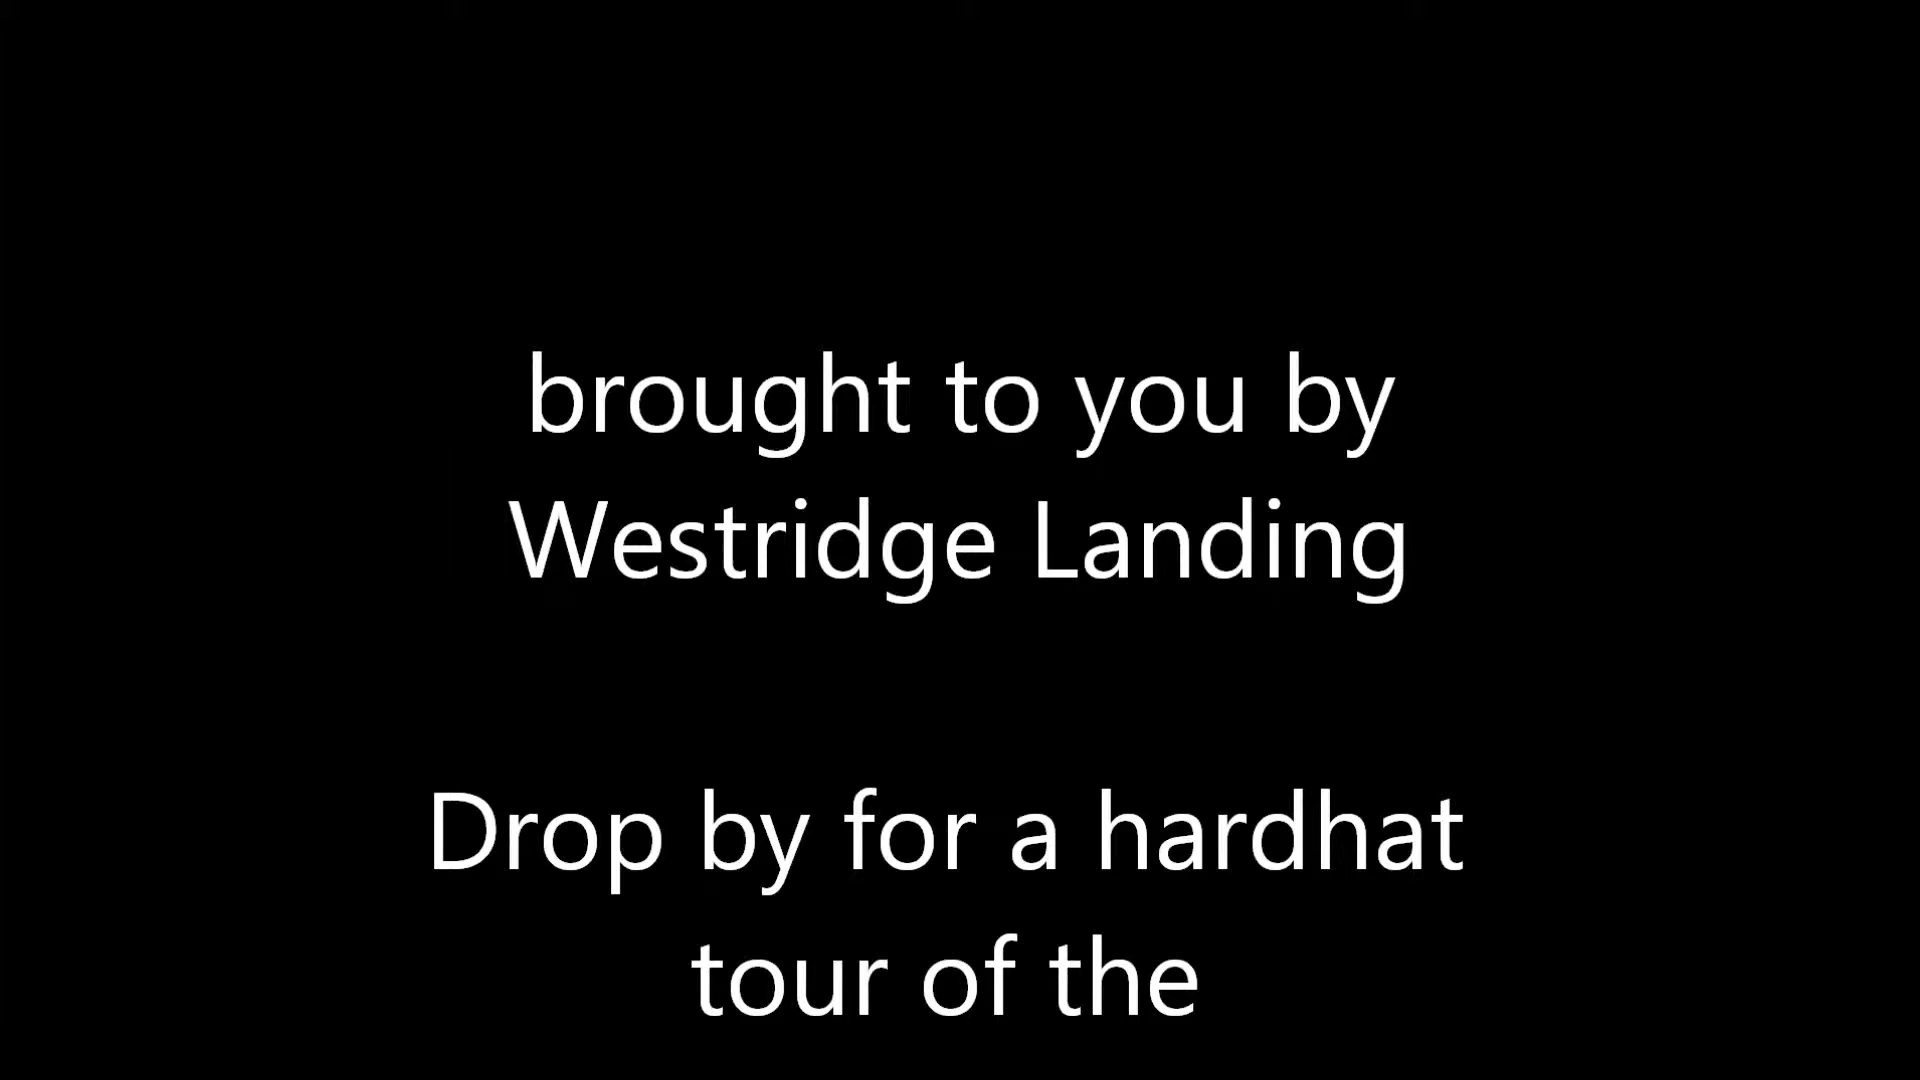 brought to you by
Westridge Landing
Drop by for a hardhat
tour of the